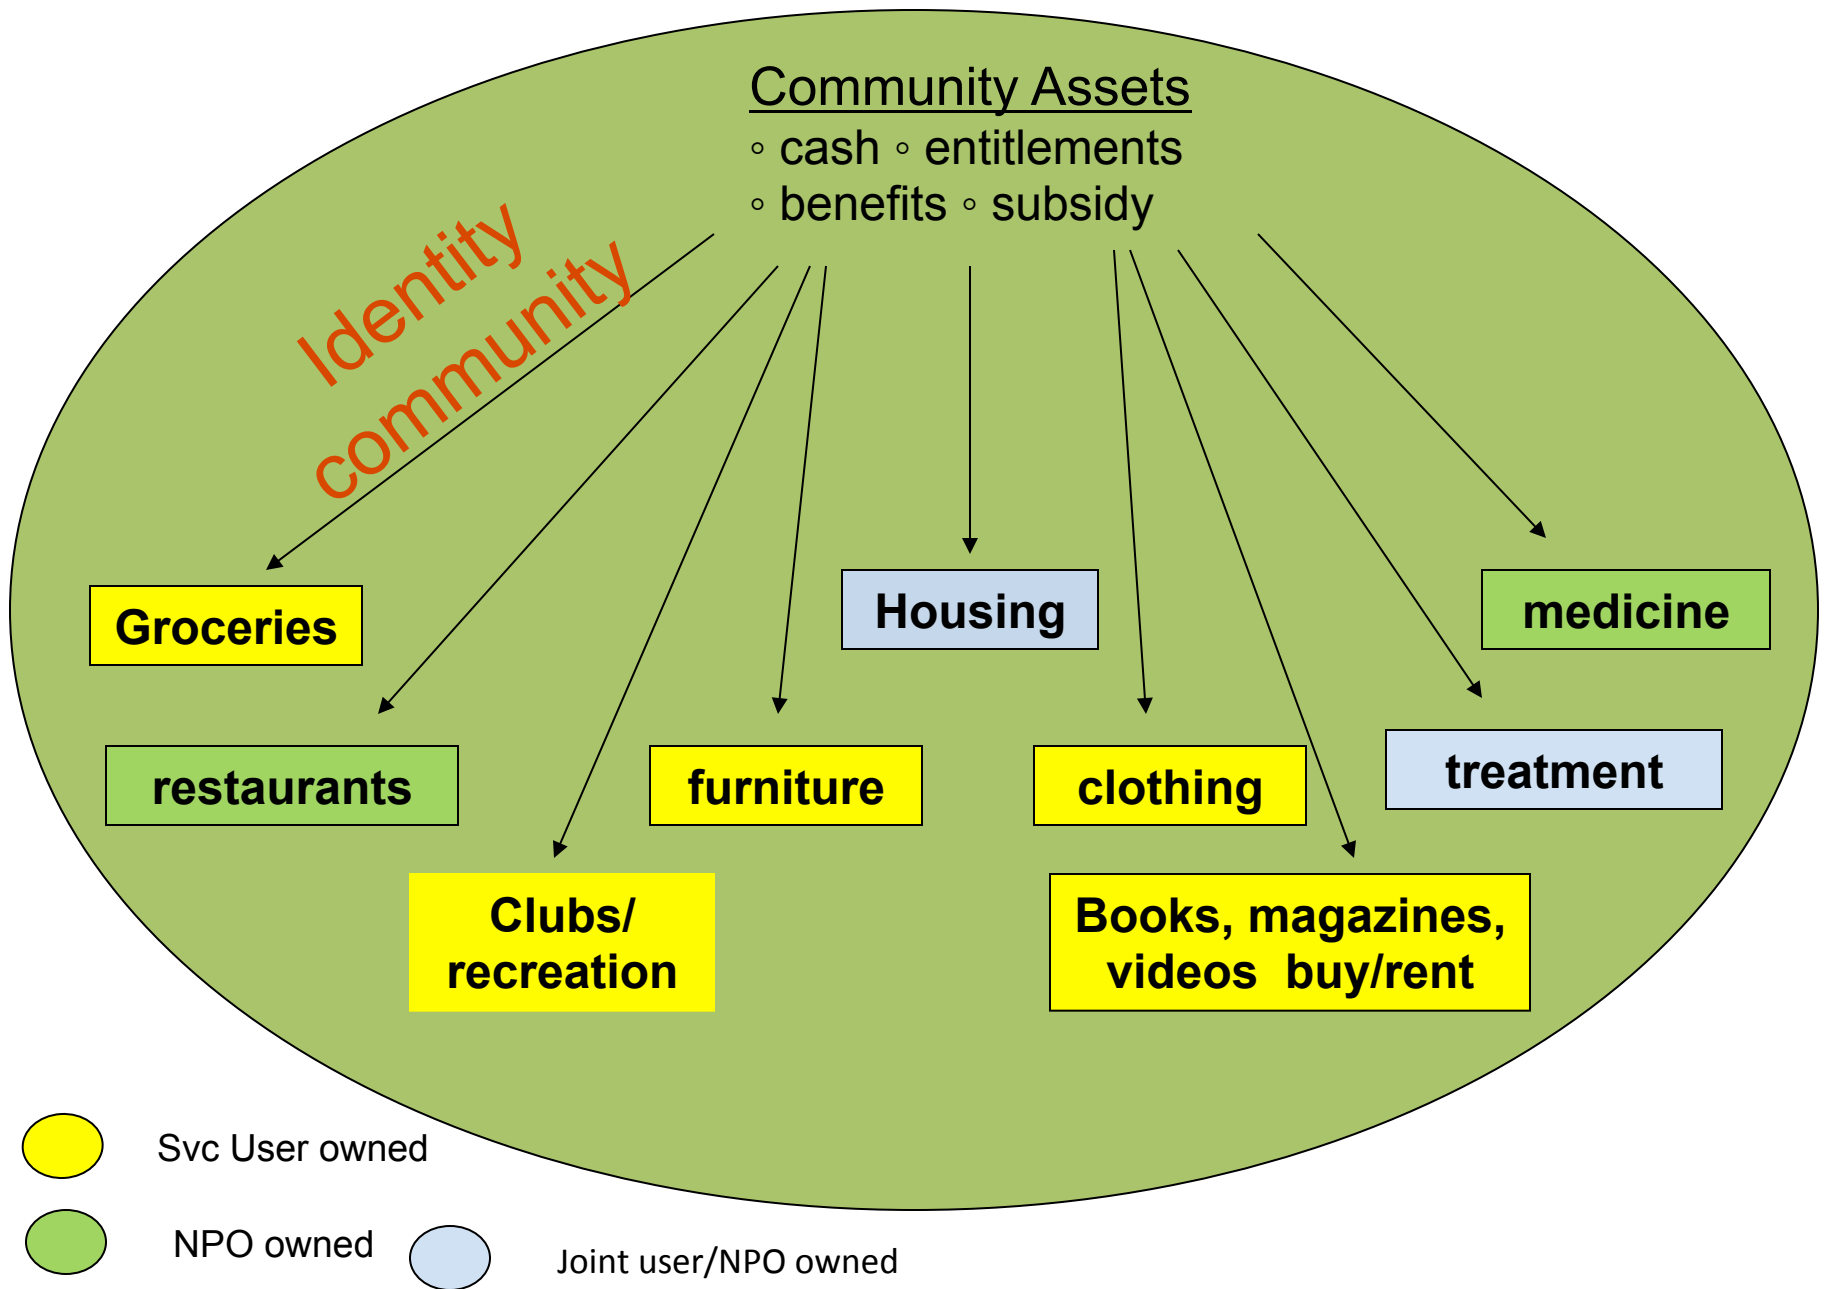 Community Assets
◦ cash ◦ entitlements
◦ benefits ◦ subsidy
Identity
community
Groceries
Housing
medicine
restaurants
furniture
clothing
treatment
Clubs/
recreation
Books, magazines,
videos  buy/rent
Svc User owned
NPO owned
Joint user/NPO owned